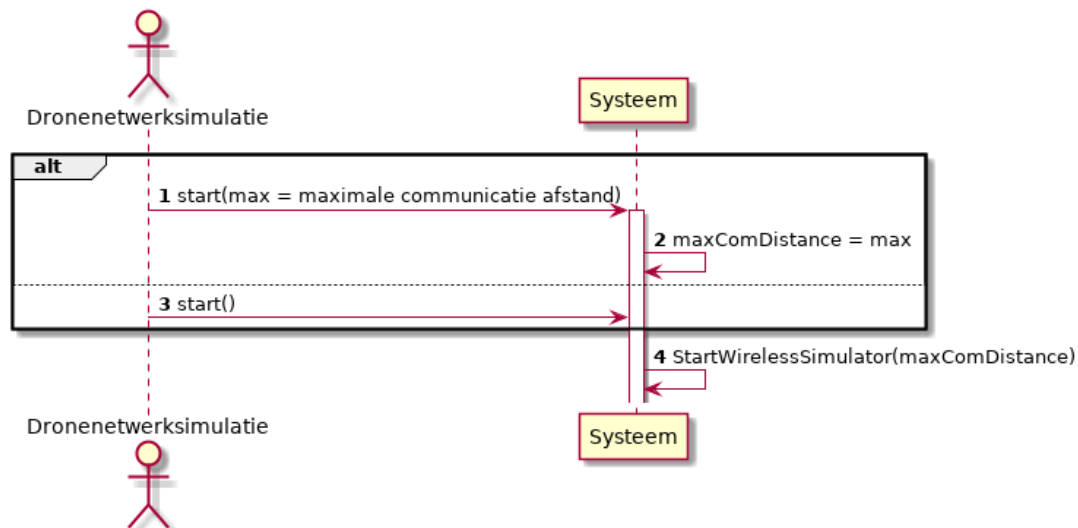 Dronenetwerksimulatie
Systeem
alt
1 start(max = maximale communicatie afstand)
2 maxComDistance = max
3 start()
4 StartWirelessSimulator(maxComDistance)
Dronenetwerksimulatie
Systeem